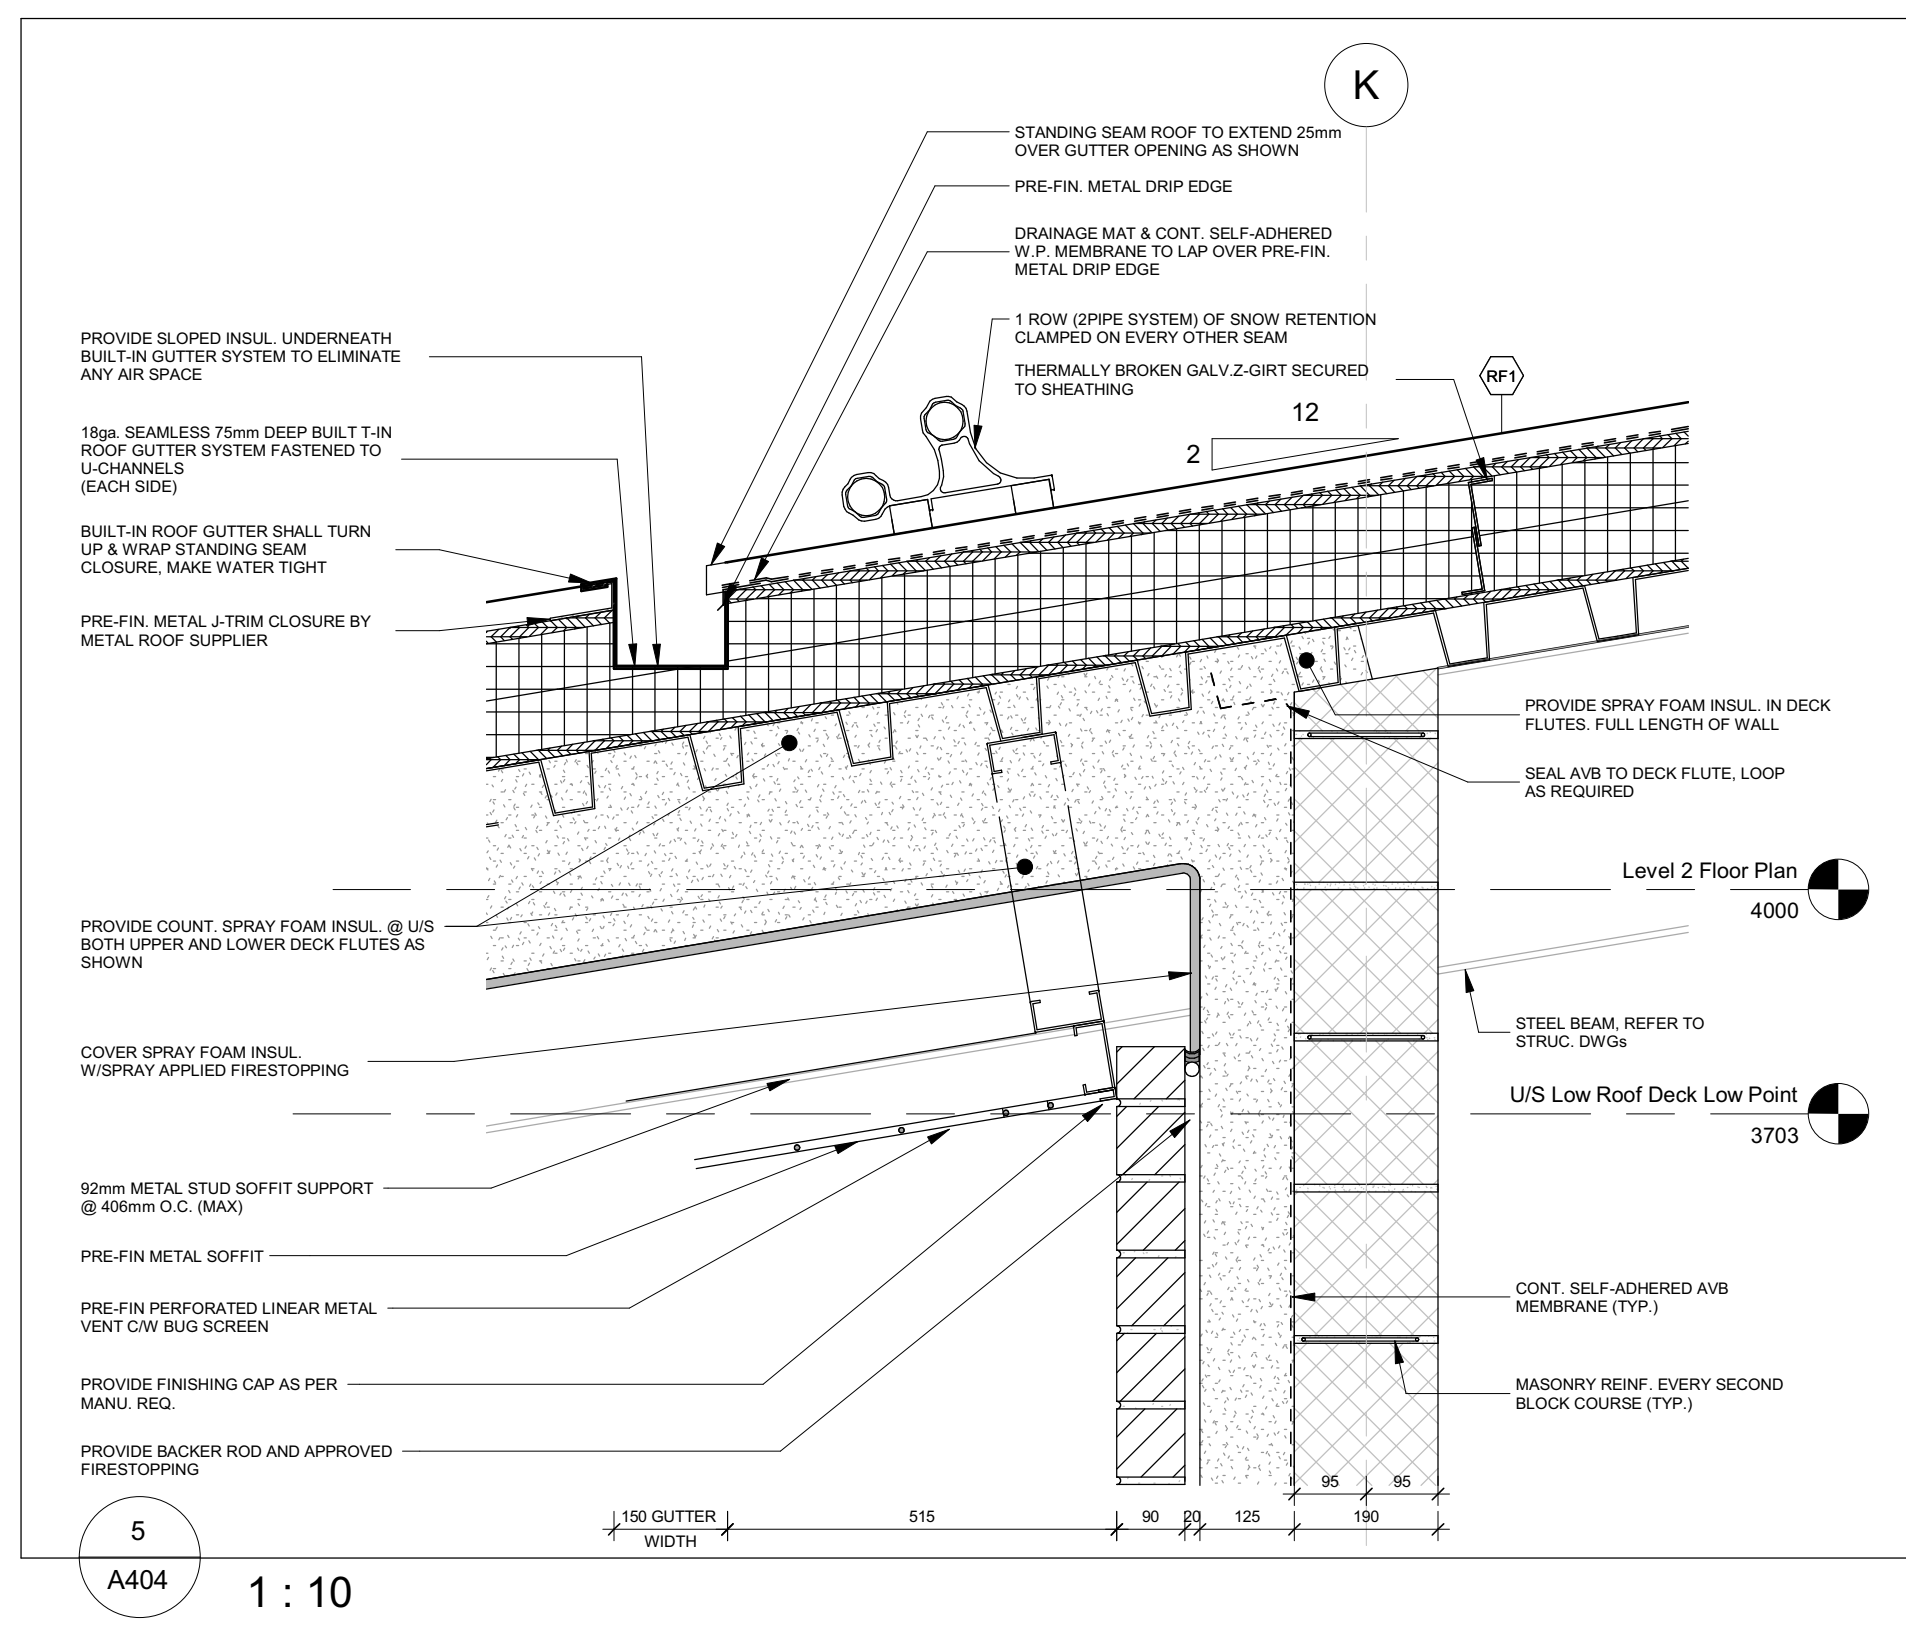 K
STANDING SEAM ROOF TO EXTEND 25mm
OVER GUTTER OPENING AS SHOWN
PRE-FIN. METAL DRIP EDGE
DRAINAGE MAT & CONT. SELF-ADHERED
W.P. MEMBRANE TO LAP OVER PRE-FIN.
METAL DRIP EDGE
1 ROW (2PIPE SYSTEM) OF SNOW RETENTION
CLAMPED ON EVERY OTHER SEAM
THERMALLY BROKEN GALV.Z-GIRT SECURED
TO SHEATHING
RF1
12
2
PROVIDE SLOPED INSUL. UNDERNEATH
BUILT-IN GUTTER SYSTEM TO ELIMINATE
ANY AIR SPACE
18ga. SEAMLESS 75mm DEEP BUILT T-IN
ROOF GUTTER SYSTEM FASTENED TO
U-CHANNELS
(EACH SIDE)
BUILT-IN ROOF GUTTER SHALL TURN
UP & WRAP STANDING SEAM
CLOSURE, MAKE WATER TIGHT
PRE-FIN. METAL J-TRIM CLOSURE BY
METAL ROOF SUPPLIER
PROVIDE COUNT. SPRAY FOAM INSUL. @ U/S
BOTH UPPER AND LOWER DECK FLUTES AS
SHOWN
COVER SPRAY FOAM INSUL.
W/SPRAY APPLIED FIRESTOPPING
92mm METAL STUD SOFFIT SUPPORT
@ 406mm O.C. (MAX)
PRE-FIN METAL SOFFIT
PRE-FIN PERFORATED LINEAR METAL
VENT C/W BUG SCREEN
PROVIDE FINISHING CAP AS PER
MANU. REQ.
PROVIDE BACKER ROD AND APPROVED
FIRESTOPPING
PROVIDE SPRAY FOAM INSUL. IN DECK
FLUTES. FULL LENGTH OF WALL
SEAL AVB TO DECK FLUTE, LOOP
AS REQUIRED
Level 2 Floor Plan
4000
STEEL BEAM, REFER TO
STRUC. DWGs
U/S Low Roof Deck Low Point
3703
CONT. SELF-ADHERED AVB
MEMBRANE (TYP.)
MASONRY REINF. EVERY SECOND
BLOCK COURSE (TYP.)
95 95
150 GUTTER
WIDTH
515 90 20 125 190
5
A404
1 : 10